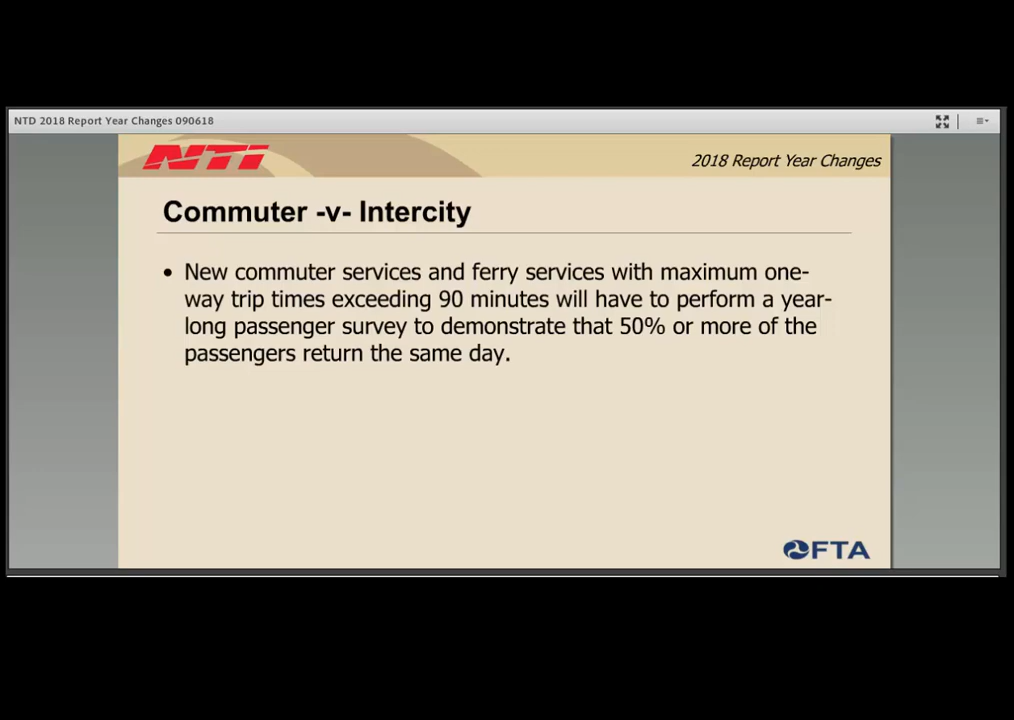 NTD 2018 Report Year Changes 090618
NTI
2018 Report Year Changes
Commuter -v- Intercity
• New commuter services and ferry services with maximum one-
way trip times exceeding 90 minutes will have to perform a year-
long passenger survey to demonstrate that 50% or more of the
passengers return the same day.
FTA